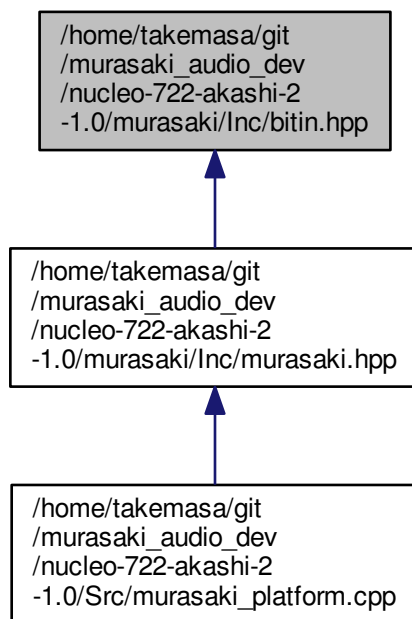 /home/takemasa/git
/murasaki_audio_dev
/nucleo-722-akashi-2
-1.0/murasaki/Inc/bitin.hpp
/home/takemasa/git
/murasaki_audio_dev
/nucleo-722-akashi-2
-1.0/murasaki/Inc/murasaki.hpp
/home/takemasa/git
/murasaki_audio_dev
/nucleo-722-akashi-2
-1.0/Src/murasaki_platform.cpp